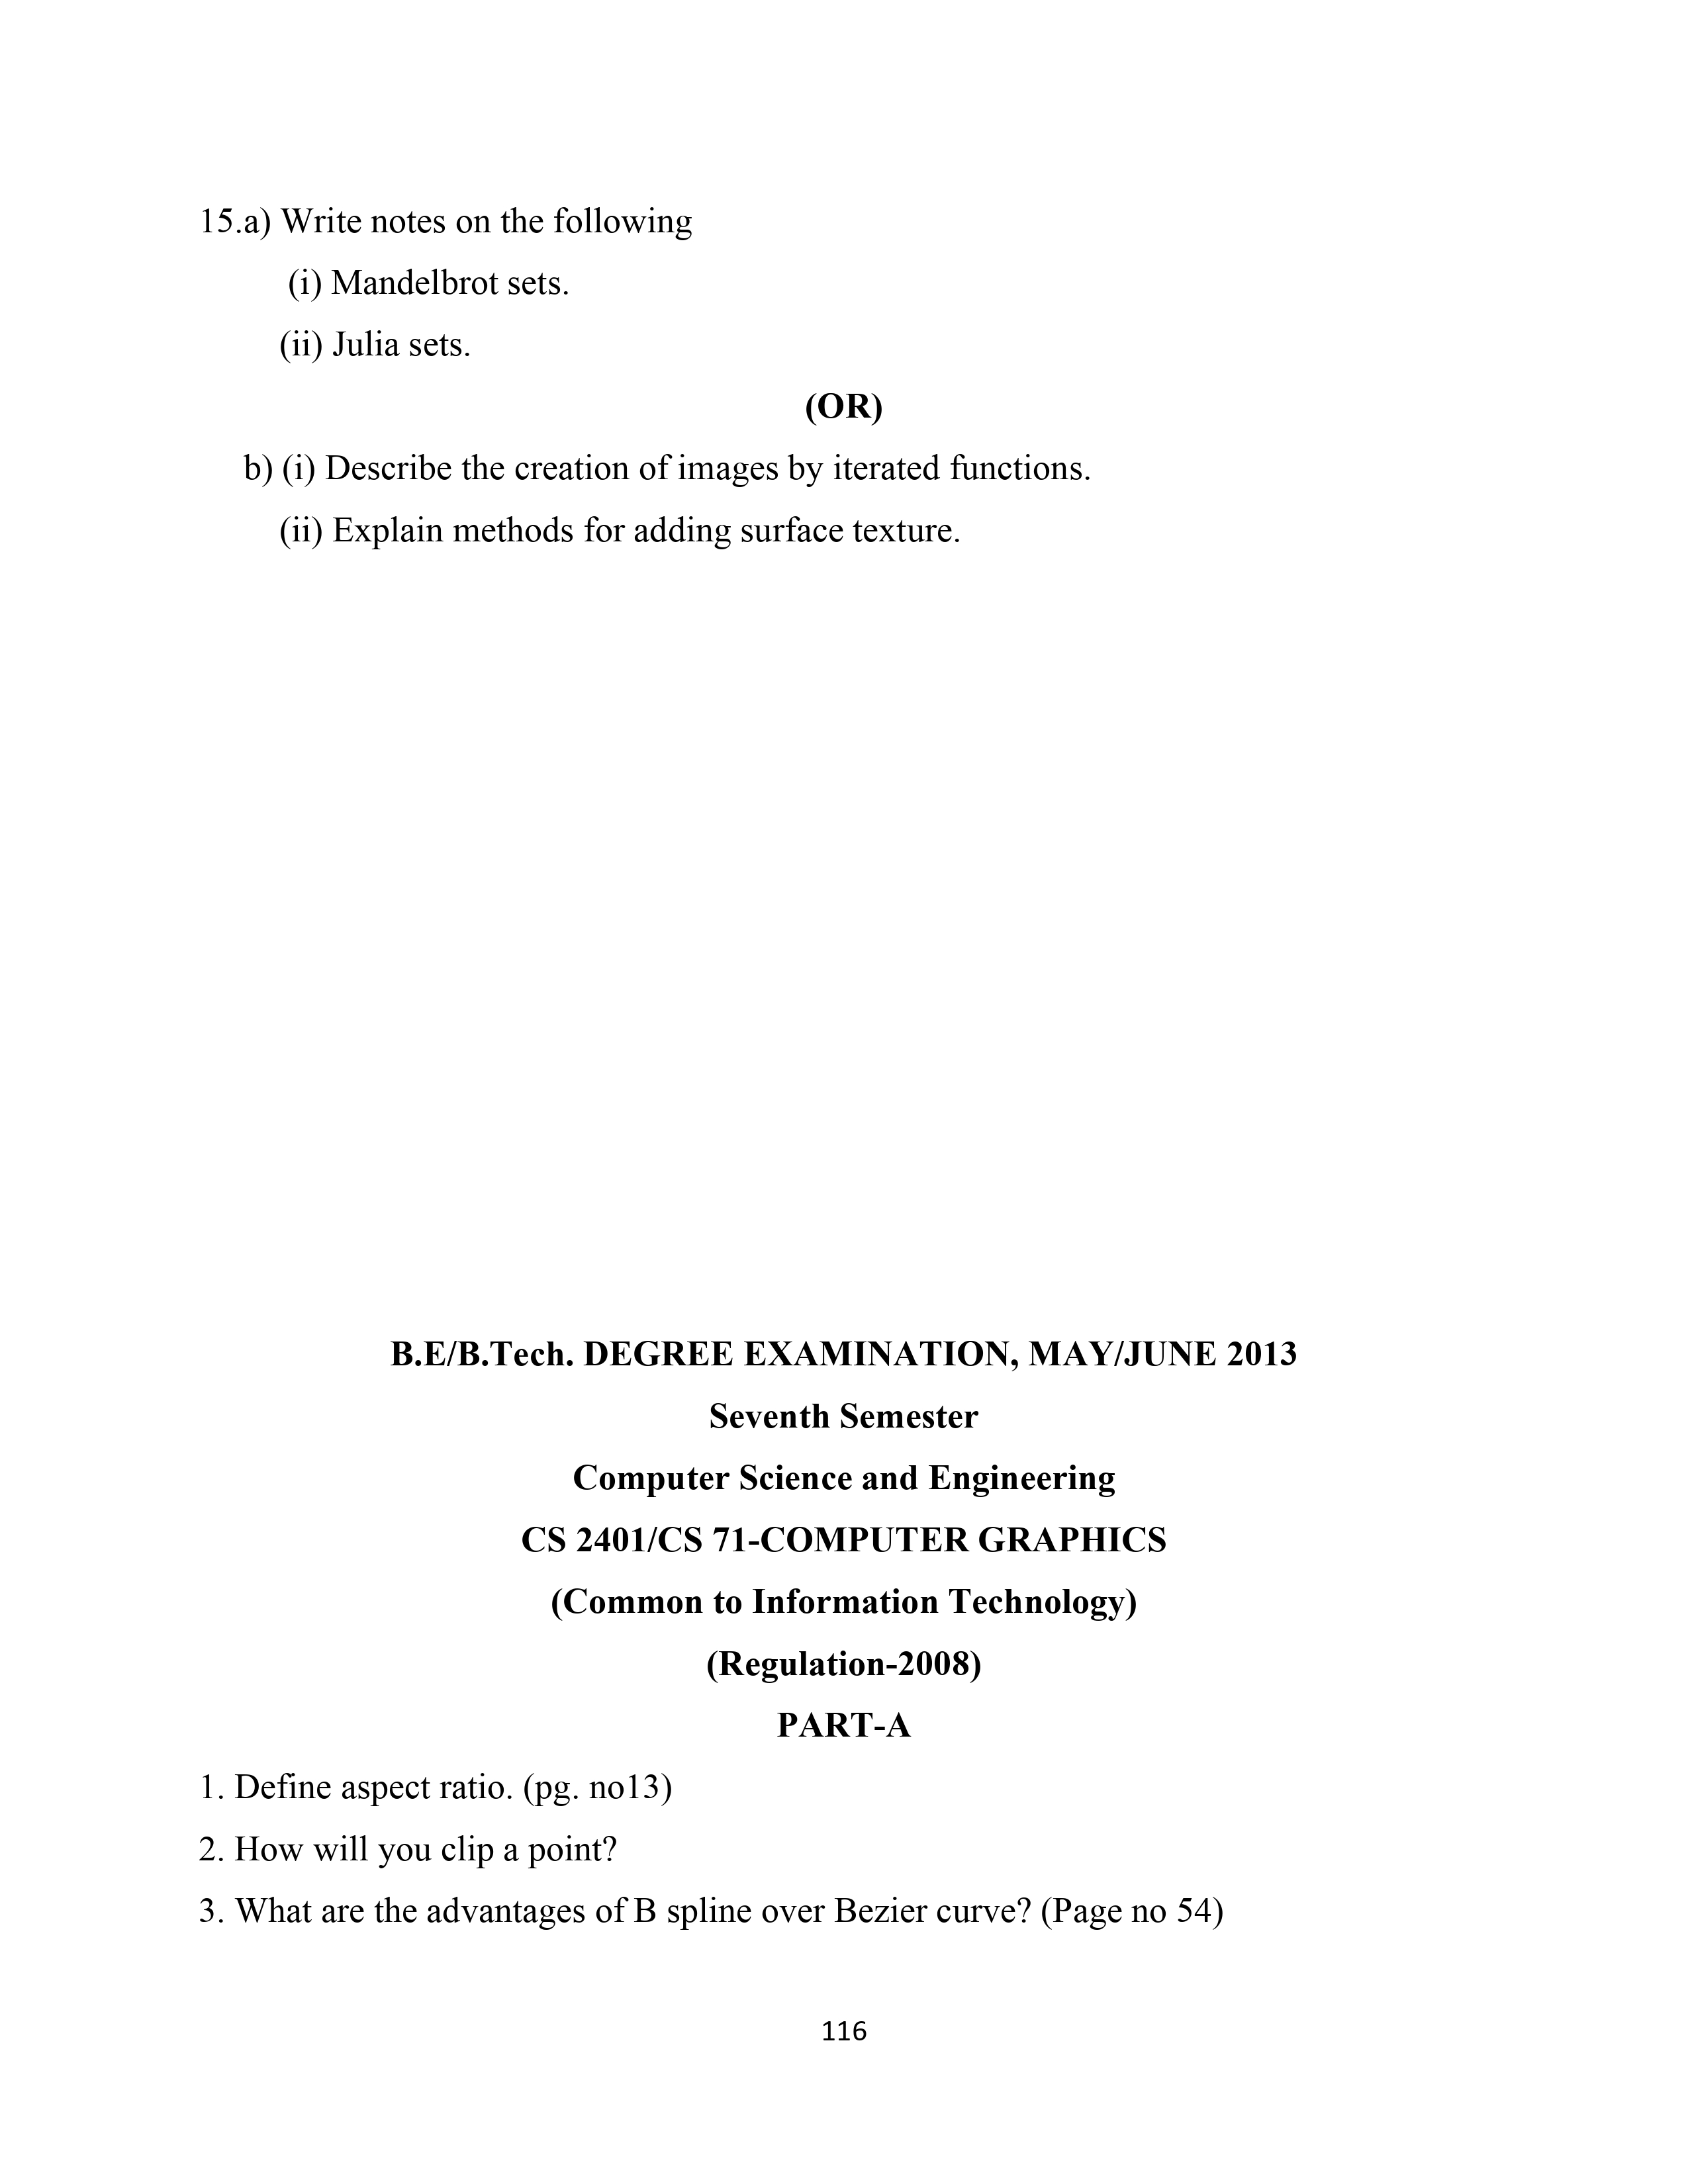 15.a) Write notes on the following
(i) Mandelbrot sets.
(ii) Julia sets.
(OR)
b) (i) Describe the creation of images by iterated functions.
(ii) Explain methods for adding surface texture.
B.E/B.Tech. DEGREE EXAMINATION, MAY/JUNE 2013
Seventh Semester
Computer Science and Engineering
CS 2401/CS 71-COMPUTER GRAPHICS
(Common to Information Technology)
(Regulation-2008)
PART-A
1. Define aspect ratio. (pg. no13)
2. How will you clip a point?
3. What are the advantages of B spline over Bezier curve? (Page no 54)
116